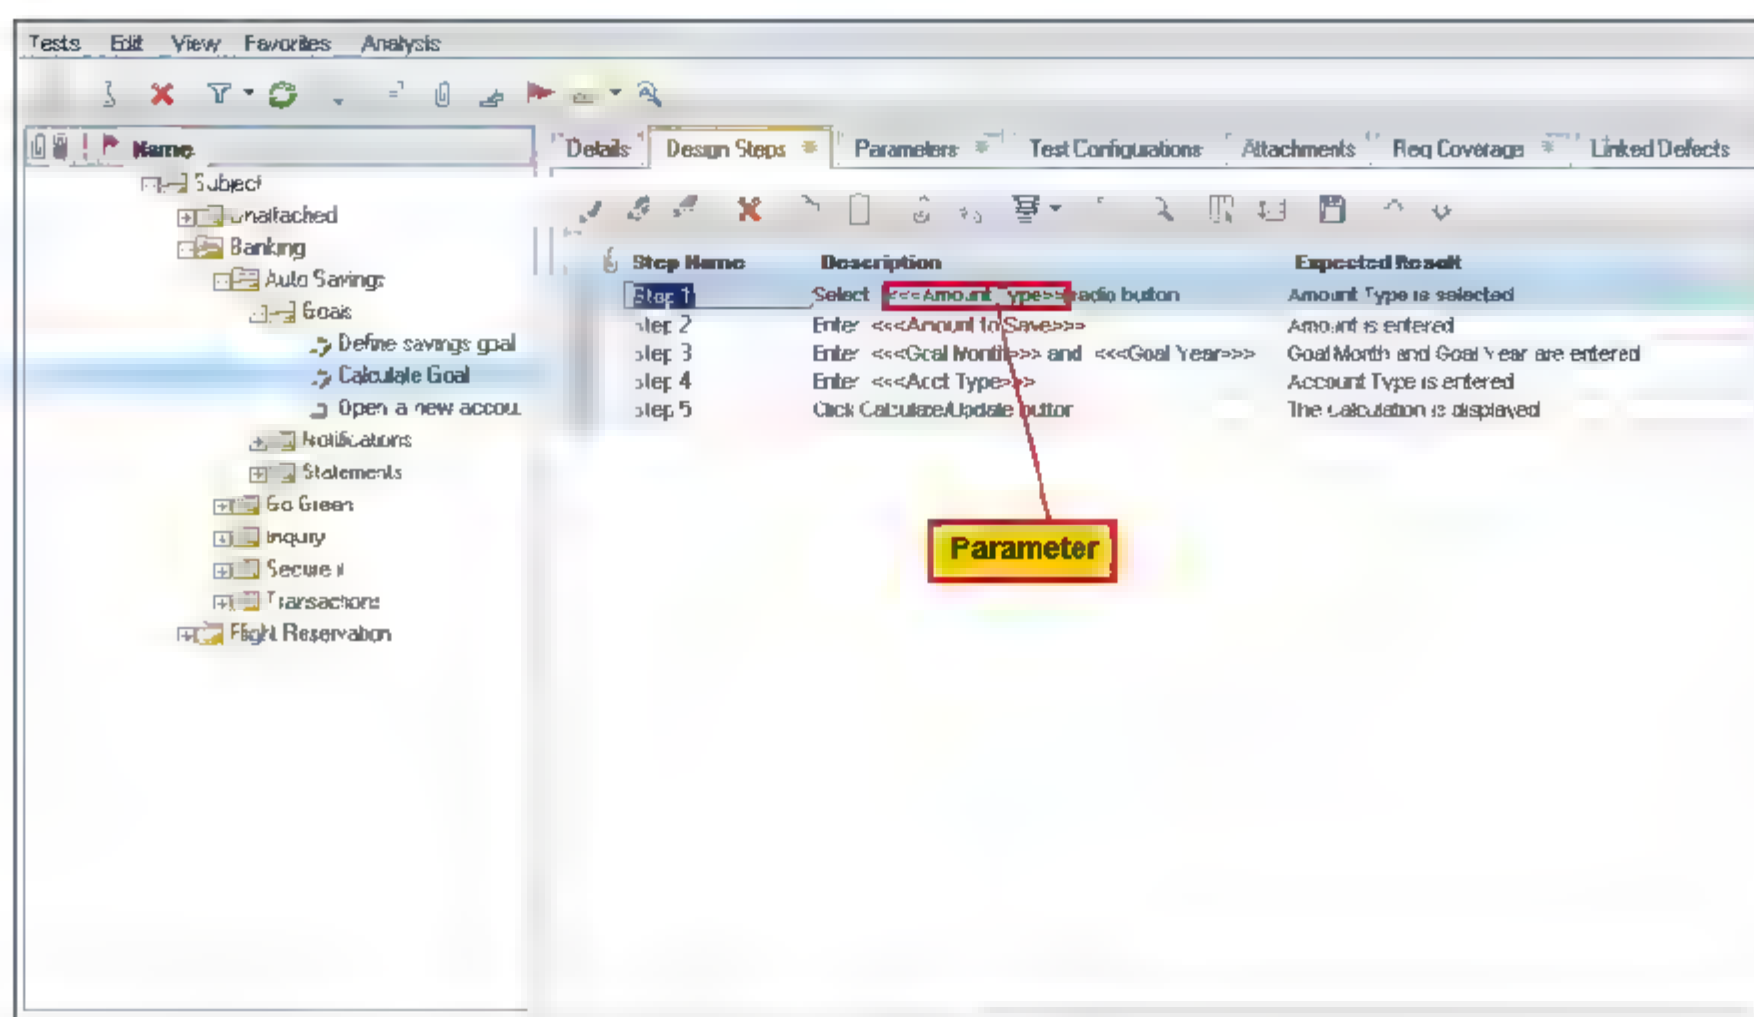 Tests Edit View Favorites Analysis
Name
Details Design Steps Parameters Test Configurations Attachments Req Coverage Linked Defects
Subject
Unattached
Banking
Auto Savings
Goals
Define savings goal
Calculate Goal
Open a new accou
Notifications
Statements
Go Green
Inquiry
Transactions
Flight Reservation
Step Name Description Expected Result
Step 1 Select <<<Amount Type>>> radio button Amount Type is selected
Step 2 Enter <<<Amount to Save>>> Amount is entered
Step 3 Enter <<<Goal Month>>> and <<<Goal Year>>> Goal Month and Goal Year are entered
Step 4 Enter <<<Acct Type>>> Account Type is entered
Step 5 Click Calculate/Update button The calculation is displayed
Parameter